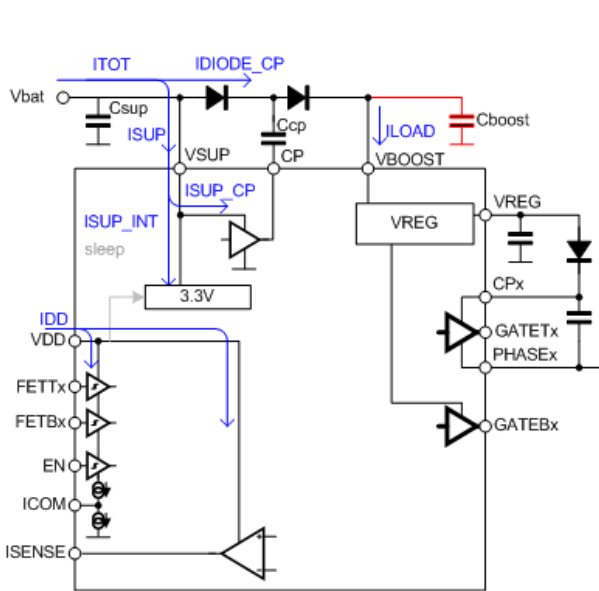 ITOT
IDIODE_CP
Vbat
Csup
Ccp
Cboost
ISUP
ILOAD
VSUP
CP
VBOOST
ISUP_CP
VREG
VREG
ISUP_INT
sleep
CPx
3.3V
IDD
VDD
GATETx
PHASEx
FETTx
FETBx
GATEBx
EN
ICOM
ISENSE